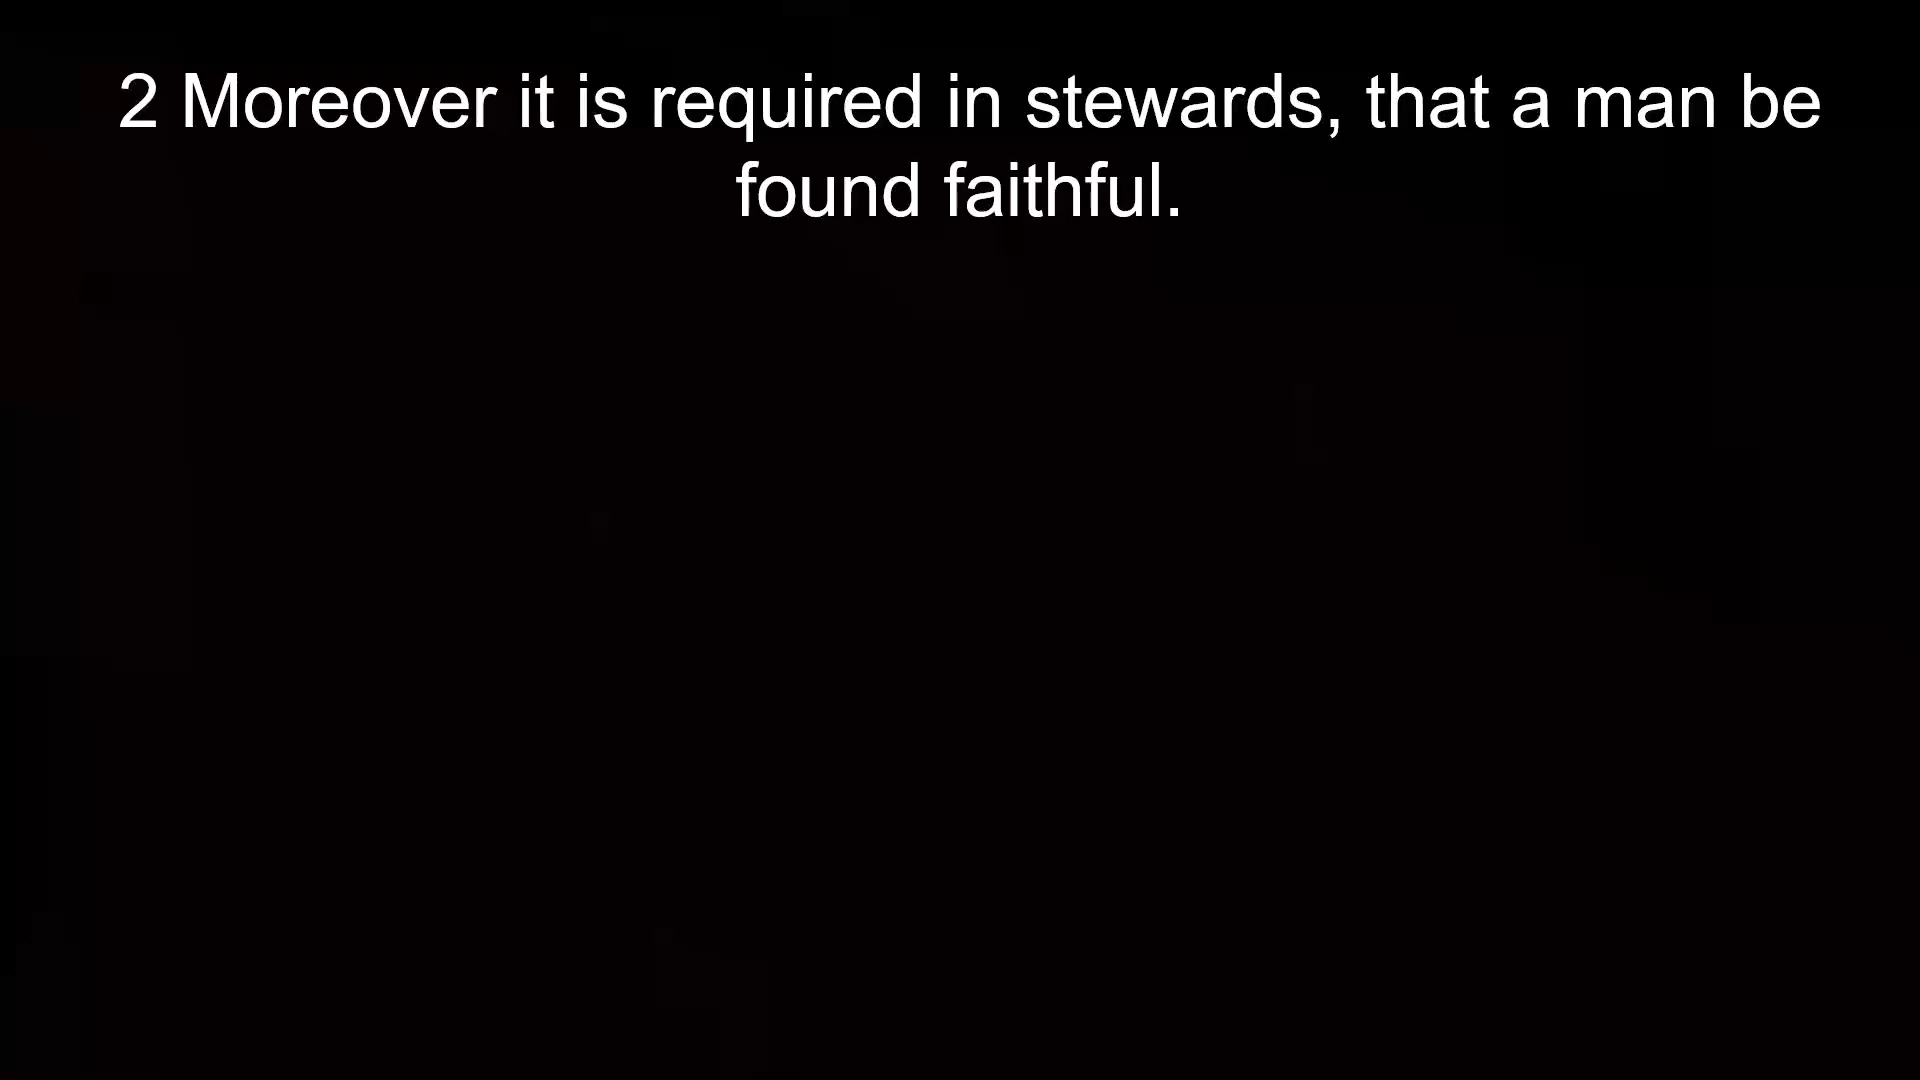 2 Moreover it is required in stewards, that a man be
found faithful.